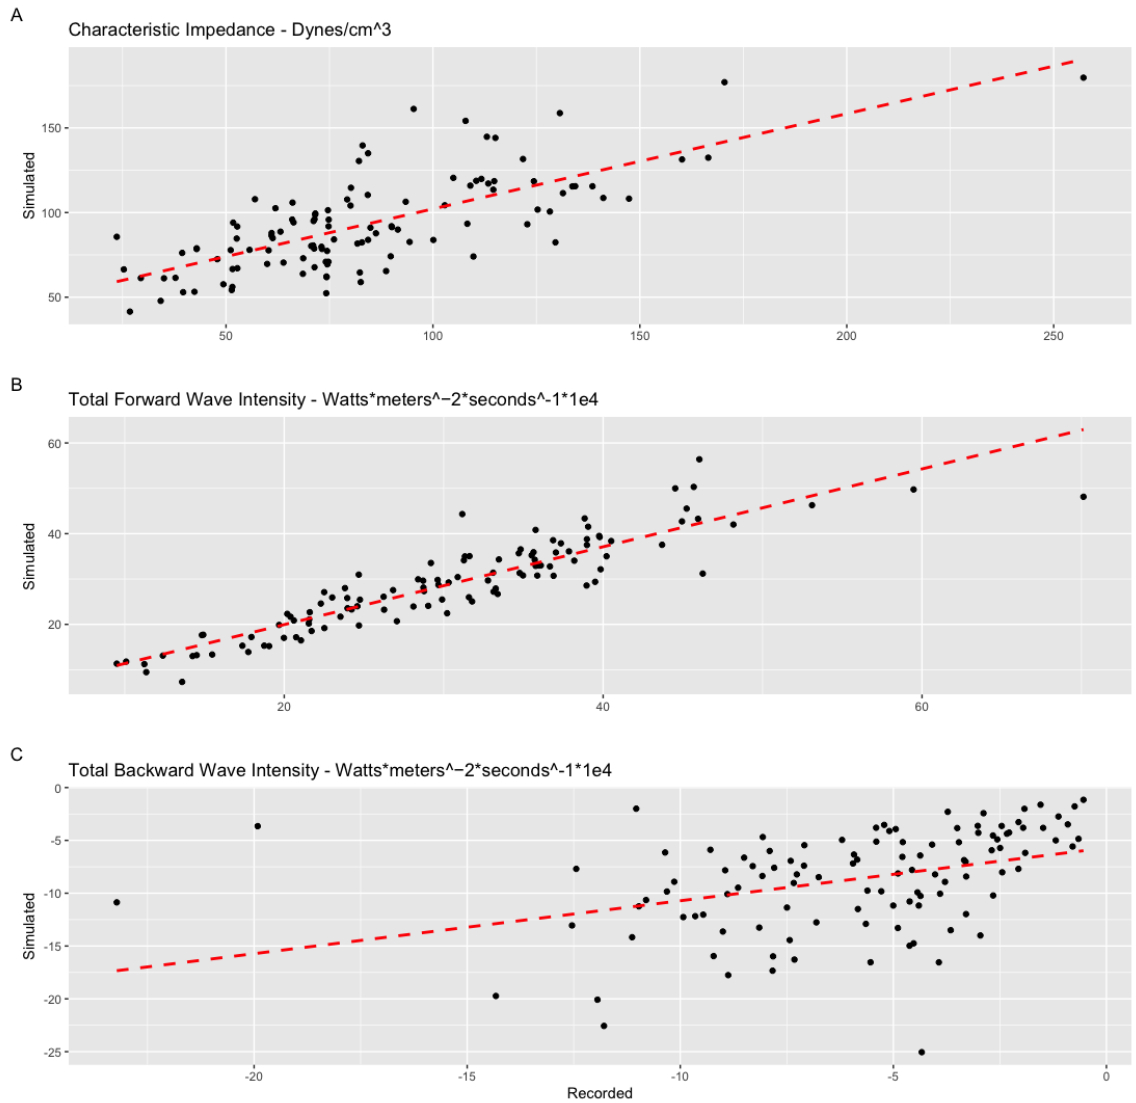 A
Characteristic Impedance - Dynes/cm^3
Simulated
150
100
50
50 100 150 200 250
B
Total Forward Wave Intensity - Watts*meters^−2*seconds^-1*1e4
Simulated
60
40
20
20 40 60
C
Total Backward Wave Intensity - Watts*meters^−2*seconds^-1*1e4
Simulated
0
-5
-10
-15
-20
-25
-20 -15 -10 -5 0
Recorded